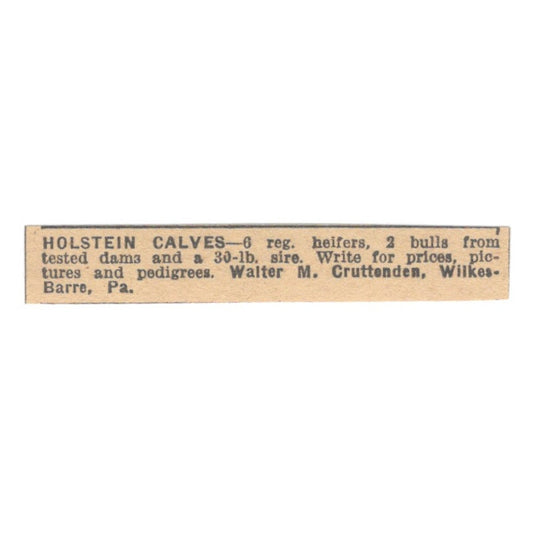 HOLSTEIN CALVES—6 reg. heifers, 2 bulls from
tested dams and a 30-lb. sire. Write for prices, pic-
tures and pedigrees. Walter M. Cruttenden, Wilkes-
Barre, Pa.